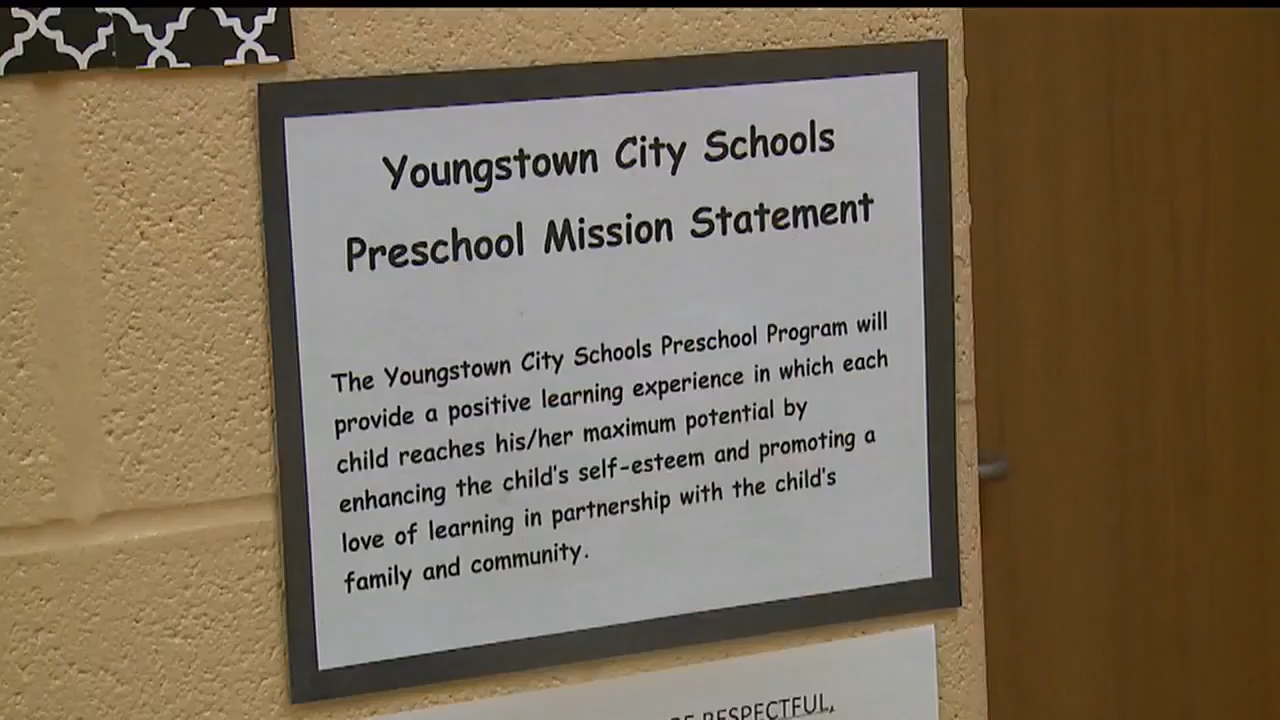 Youngstown City Schools
Preschool Mission Statement
The Youngstown City Schools Preschool Program will
provide a positive learning experience in which each
child reaches his/her maximum potential by
enhancing the child's self-esteem and promoting a
love of learning in partnership with the child's
family and community.
RESPECTFUL,